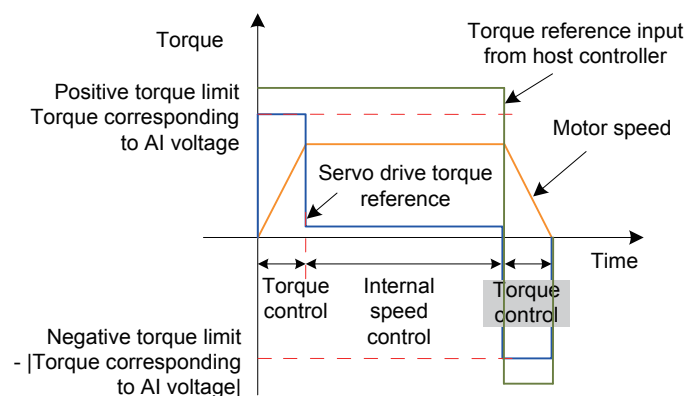 Torque
Torque reference input
from host controller
Positive torque limit
Torque corresponding
to AI voltage
Motor speed
Servo drive torque
reference
Time
Torque
control
Internal
speed
control
Torque
control
Negative torque limit
- |Torque corresponding
to AI voltage|